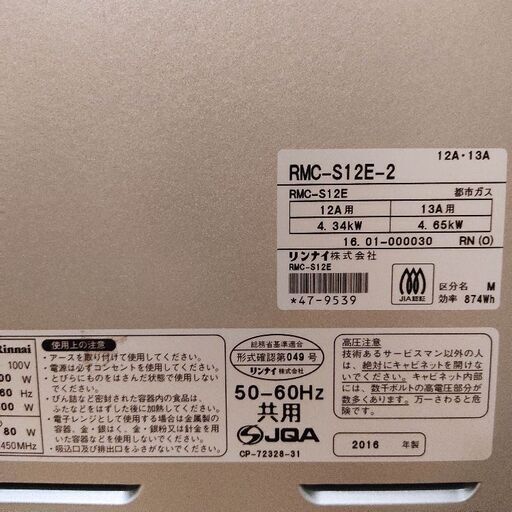 12A・13A
RMC-S12E-2
RMC-S12E 都市ガス
12A用 13A用
4.34kW 4.65kW
16.01-000030 RN(O)
リンナイ株式会社
RMC-S12E
*47-9539
JIA認証
区分名 M
効率 874Wh
Rinnai
100V
00 W
60 Hz
00 W
80 W
450MHz
使用上の注意
・アースを取り付けて使用してください。
・電源は必ずコンセントを使用してください。
・とびらにものをはさんだ状態で使用しないでください。
・びん詰など密封された容器内の食品は、ふたなどをはずした後に加熱してください。
・電子レンジとして使用する場合は金属製の容器、金・銀はく、金・銀粉又は針金を用いた容器を使用しないでください。
・吸込口及び排出口をふさがないでください。
総務省基準適合
形式確認第049号
リンナイ株式会社
50-60Hz
共用
JQA
CP-72328-31
高圧注意
技術あるサービスマン以外の人は、絶対にキャビネットを開けないでください。キャビネット内部には、数千ボルトの高電圧部分が数多くあります。万一さわると危険です。
2016 年製